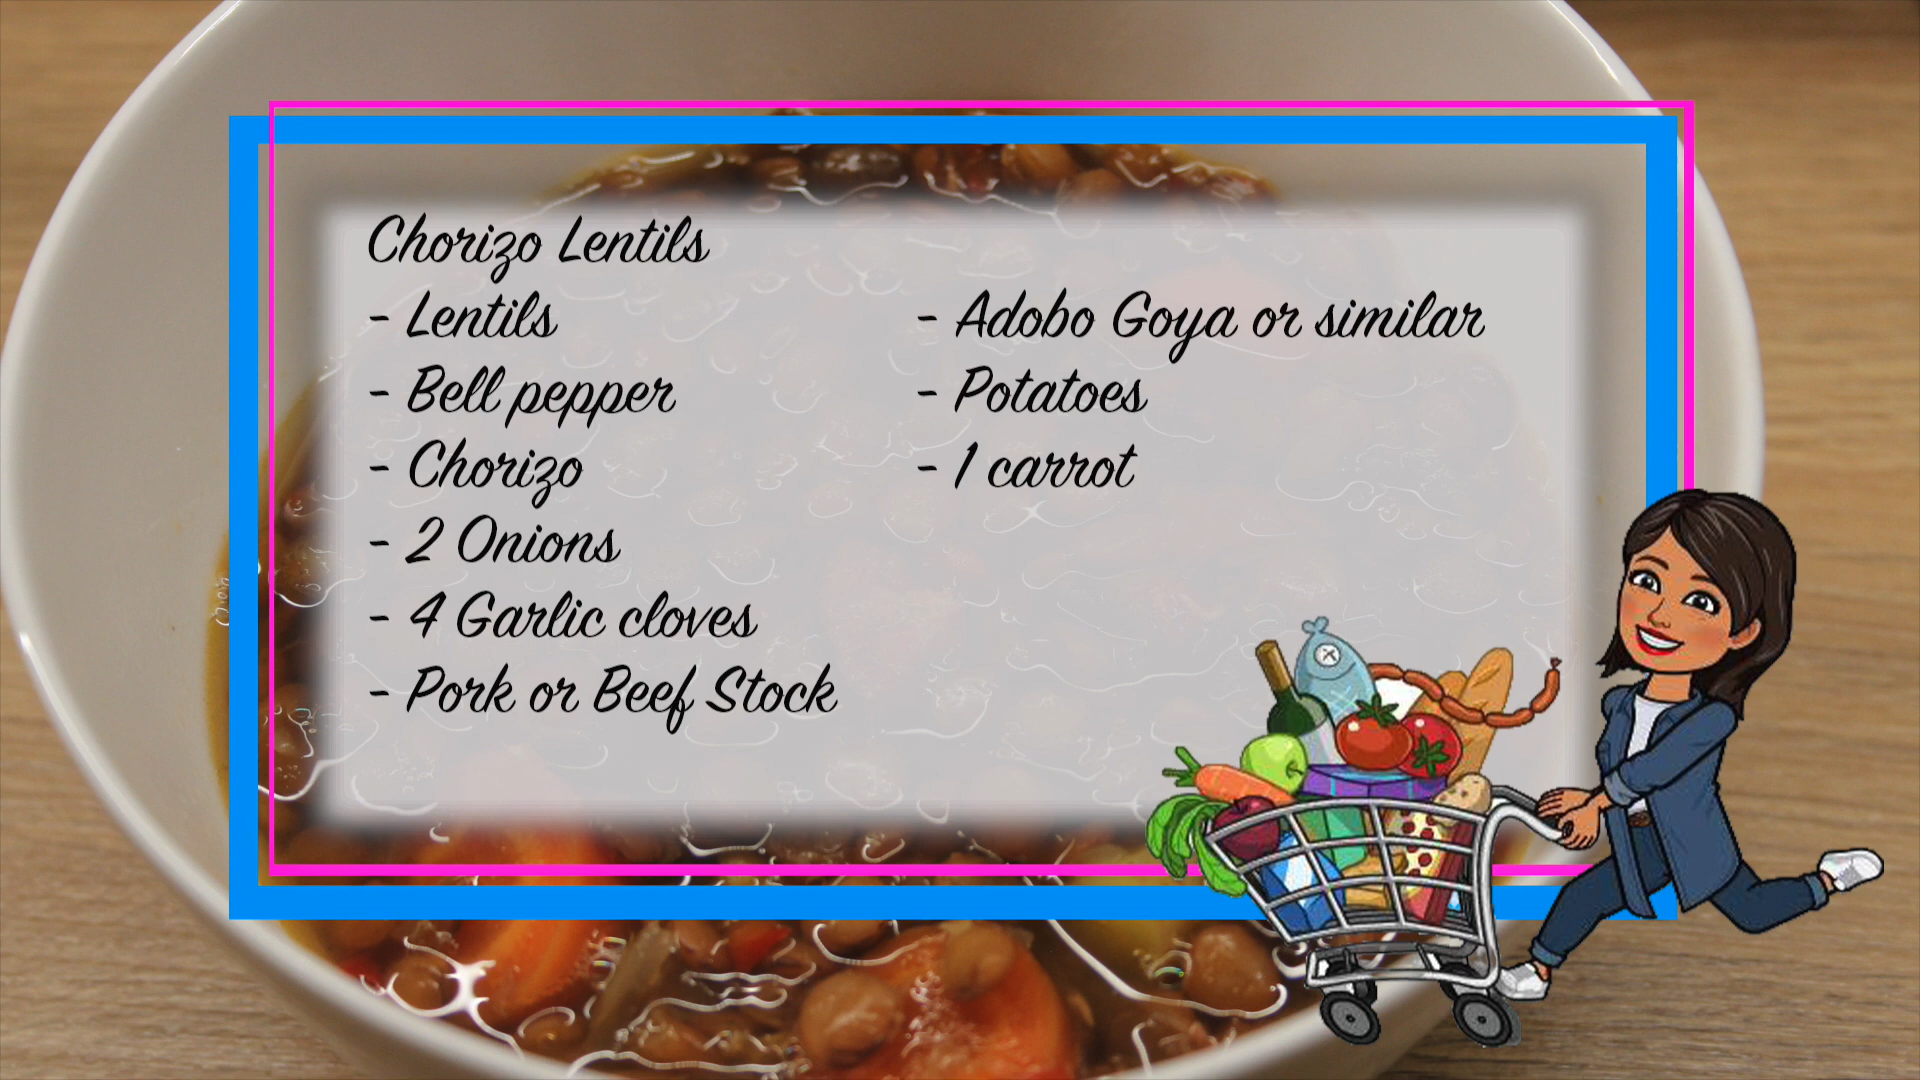 Chorizo Lentils
- Lentils
- Bell pepper
- Chorizo
- 2 Onions
- 4 Garlic cloves
- Pork or Beef Stock
- Adobo Goya or similar
- Potatoes
- 1 carrot